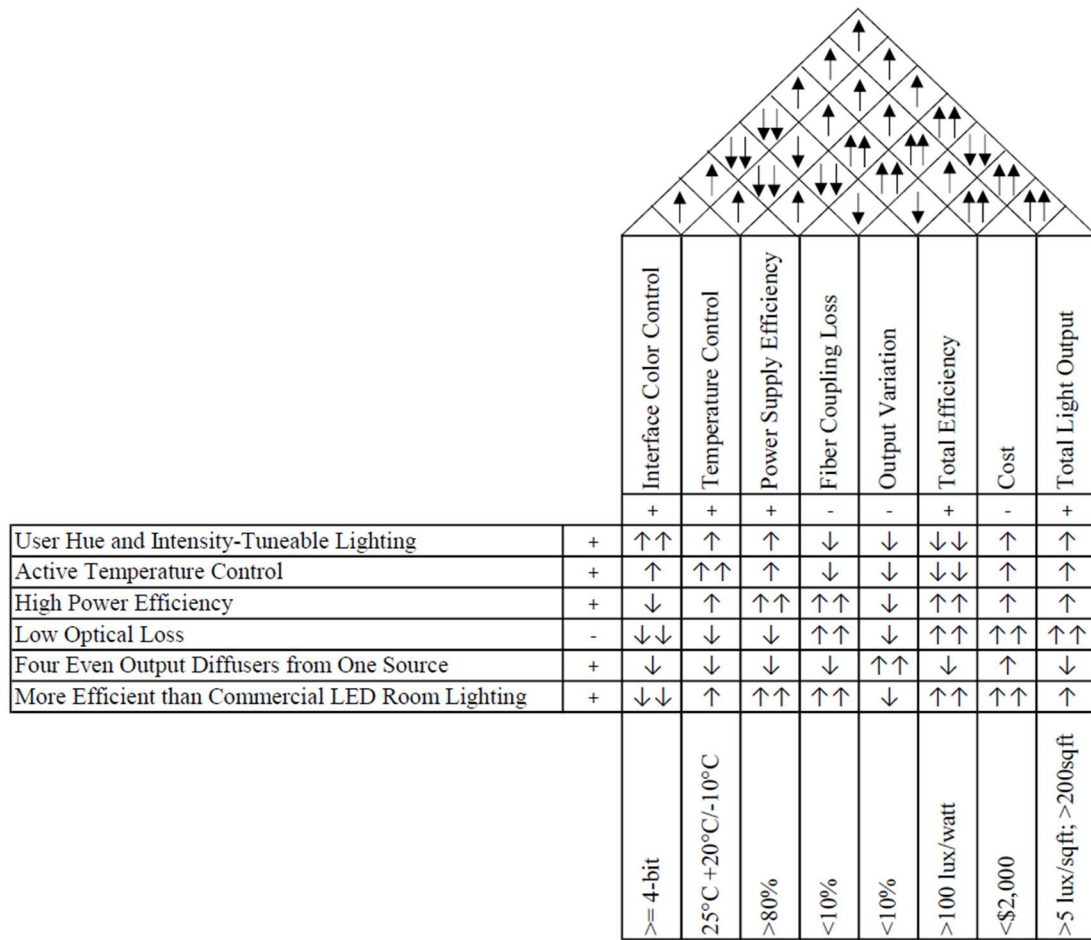 Interface Color Control
Temperature Control
Power Supply Efficiency
Fiber Coupling Loss
Output Variation
Total Efficiency
Cost
Total Light Output
+ + + - - + - +
User Hue and Intensity-Tuneable Lighting + ↑↑ ↑ ↑ ↓ ↓ ↓↓ ↑ ↑
Active Temperature Control + ↑ ↑↑ ↑ ↓ ↓ ↓↓ ↑ ↑
High Power Efficiency + ↓ ↑ ↑↑ ↑↑ ↓ ↑↑ ↑ ↑
Low Optical Loss - ↓↓ ↓ ↓ ↑↑ ↓ ↑↑ ↑↑ ↑↑
Four Even Output Diffusers from One Source + ↓ ↓ ↓ ↓ ↑↑ ↓ ↑ ↓
More Efficient than Commercial LED Room Lighting + ↓↓ ↑ ↑↑ ↑↑ ↓ ↑↑ ↑↑ ↑
>= 4-bit
25°C +20°C/-10°C
>80%
<10%
<10%
>100 lux/watt
<$2,000
>5 lux/sqft; >200sqft